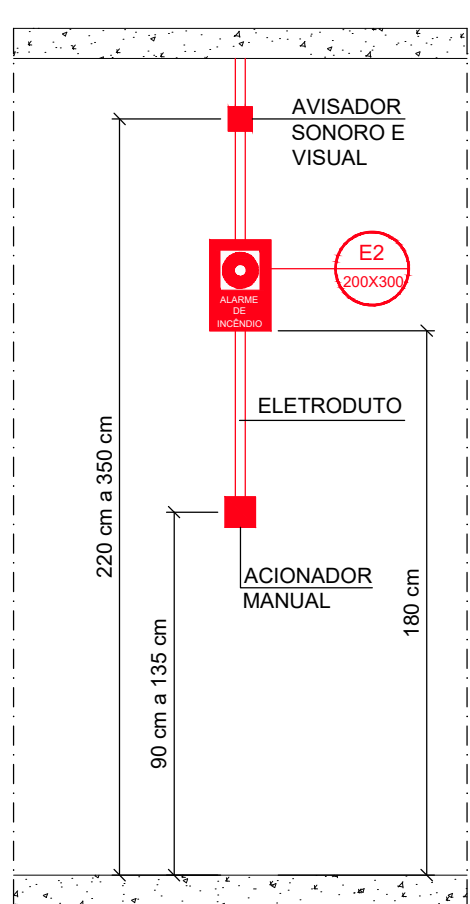 AVISADOR
SONORO E
VISUAL
E2
200X300
ALARME
DE
INCÊNDIO
ELETRODUTO
220 cm a 350 cm
ACIONADOR
MANUAL
180 cm
90 cm a 135 cm